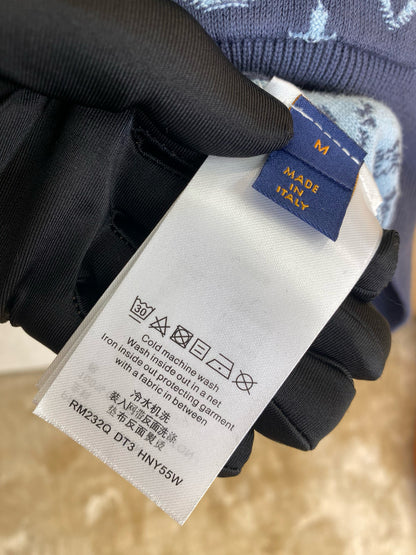 M
MADE
IN
ITALY
30
Cold machine wash
Wash inside out in net
Iron inside out protecting garment
with a fabric in between
冷水机洗
装入网带反面洗涤
垫布反面熨烫
RM232Q DT3 HNY55W